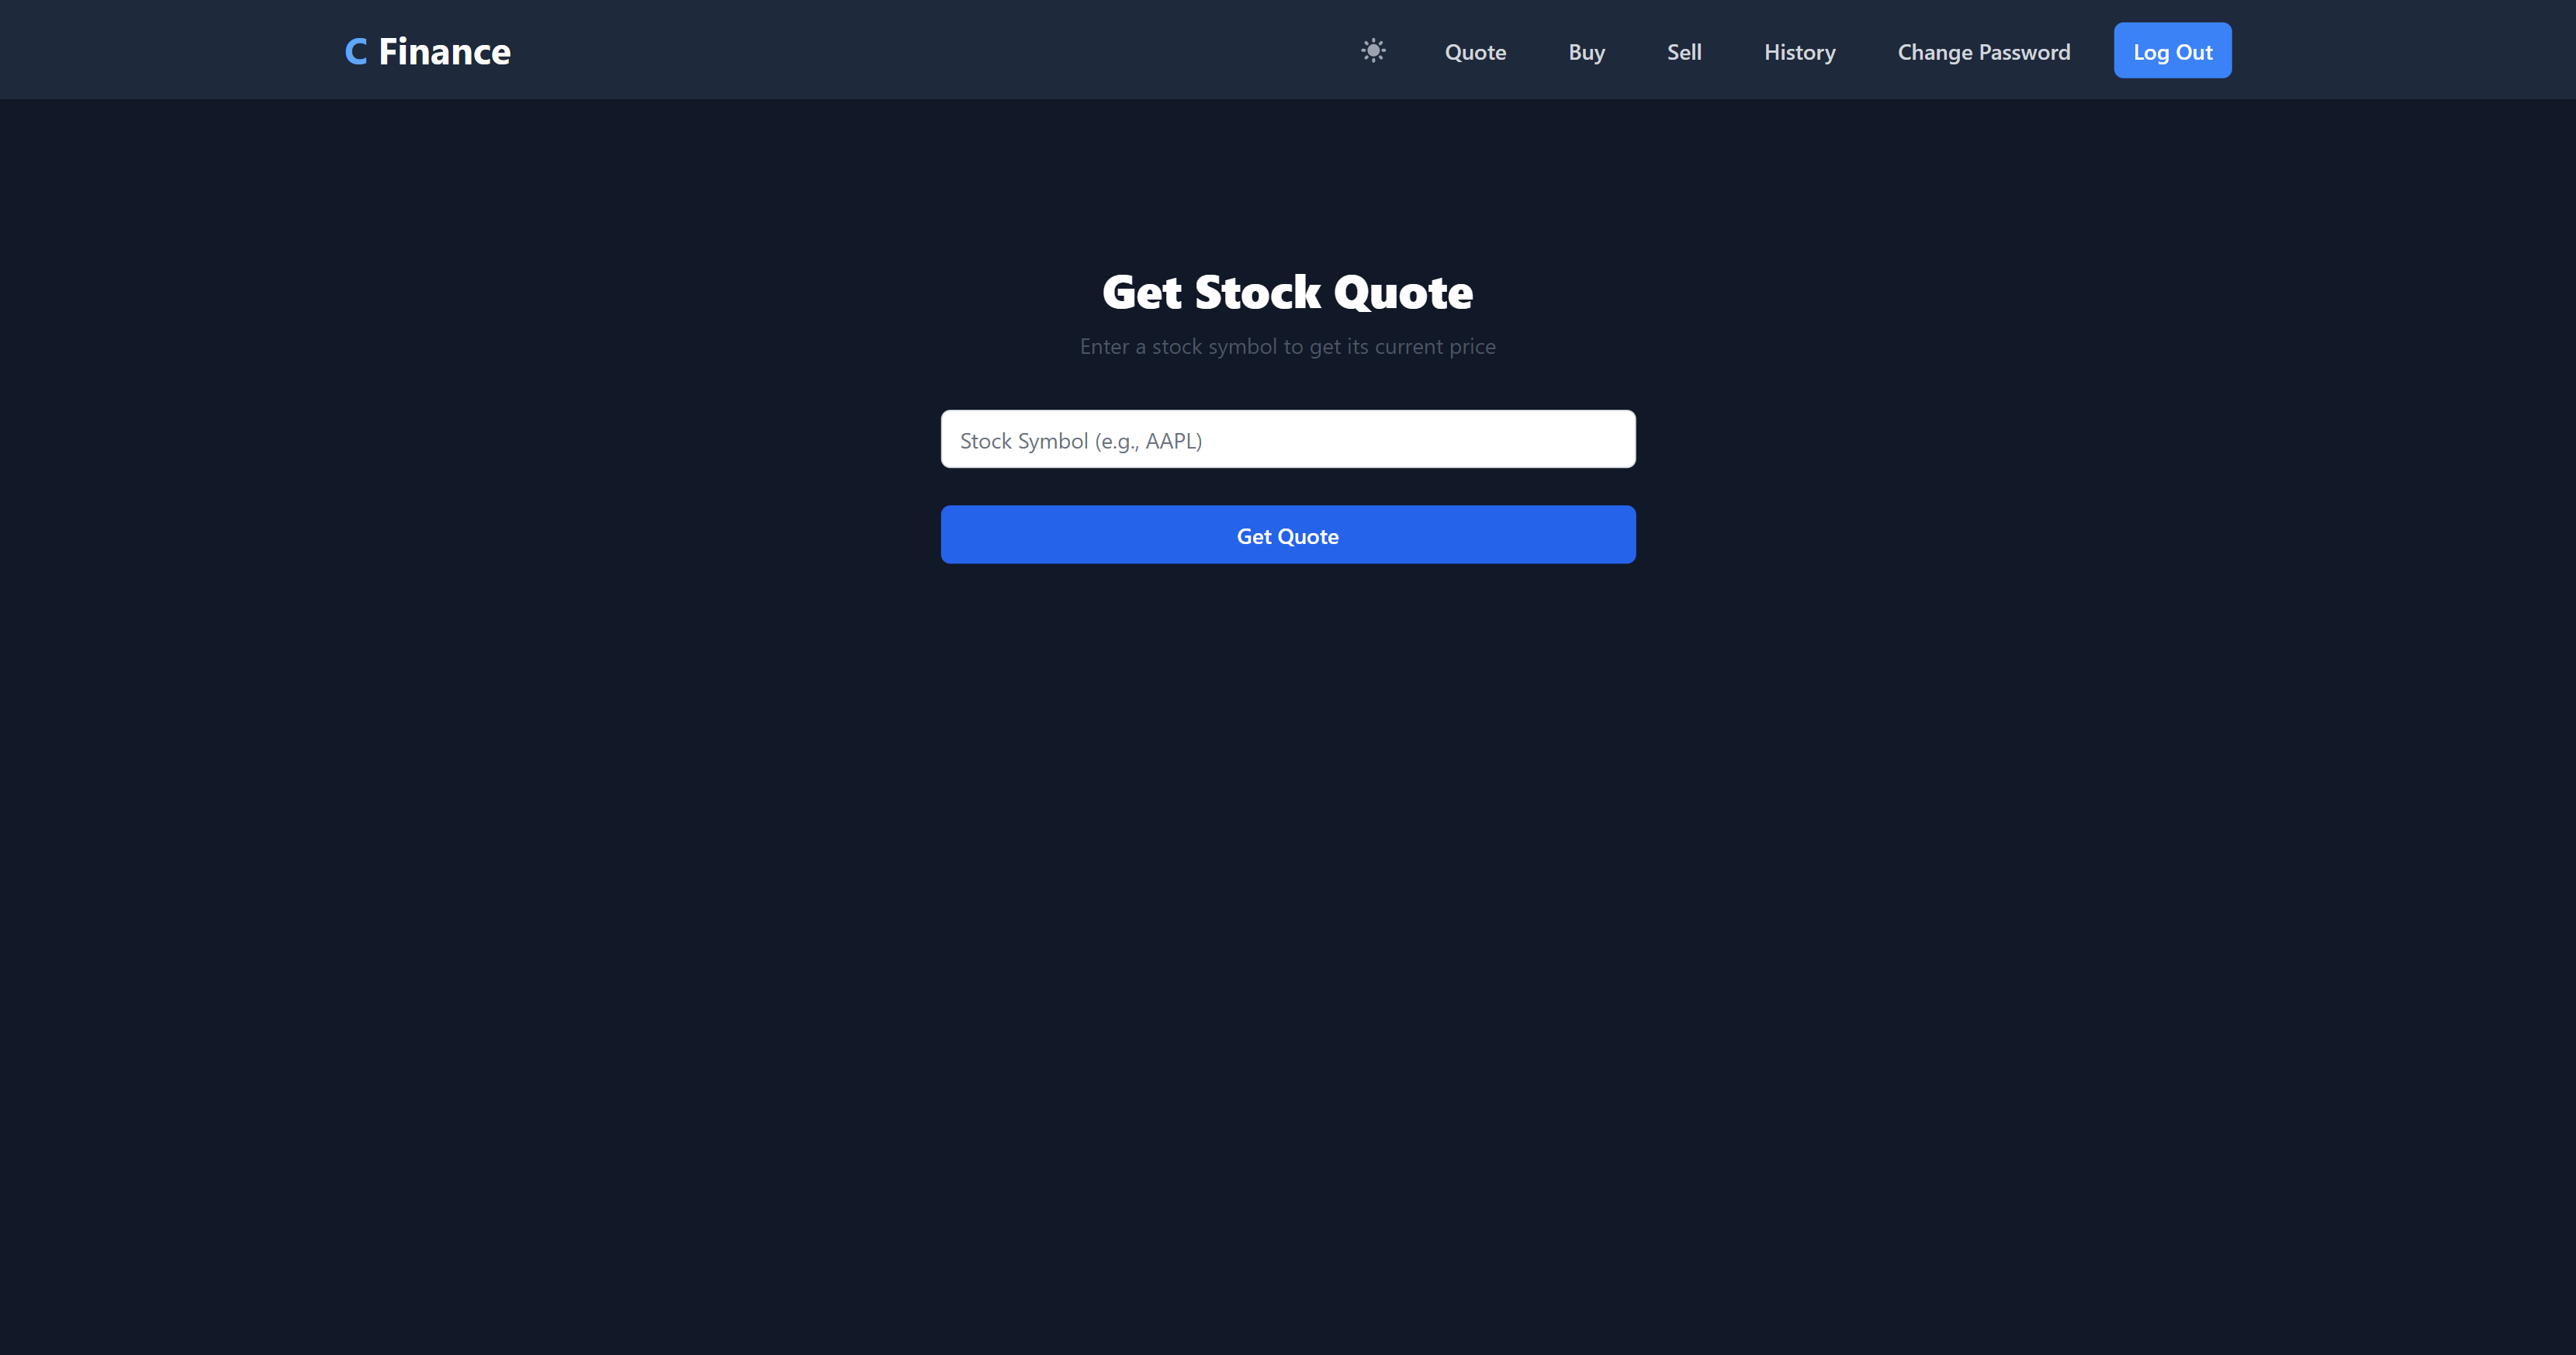 C Finance
Quote Buy Sell History Change Password Log Out
Get Stock Quote
Enter a stock symbol to get its current price
Stock Symbol (e.g., AAPL)
Get Quote